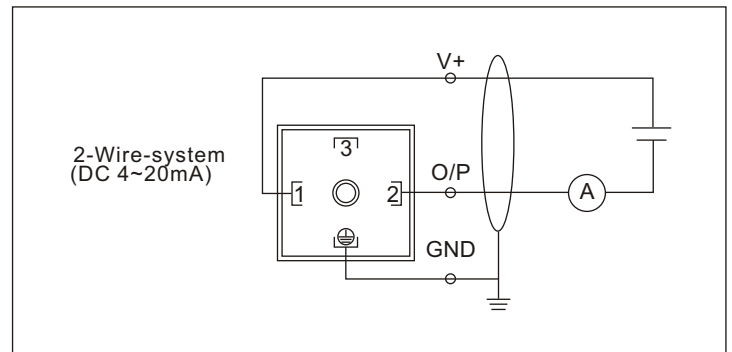 V+
3
2-Wire-system
(DC 4~20mA)
1
2
O/P
A
GND